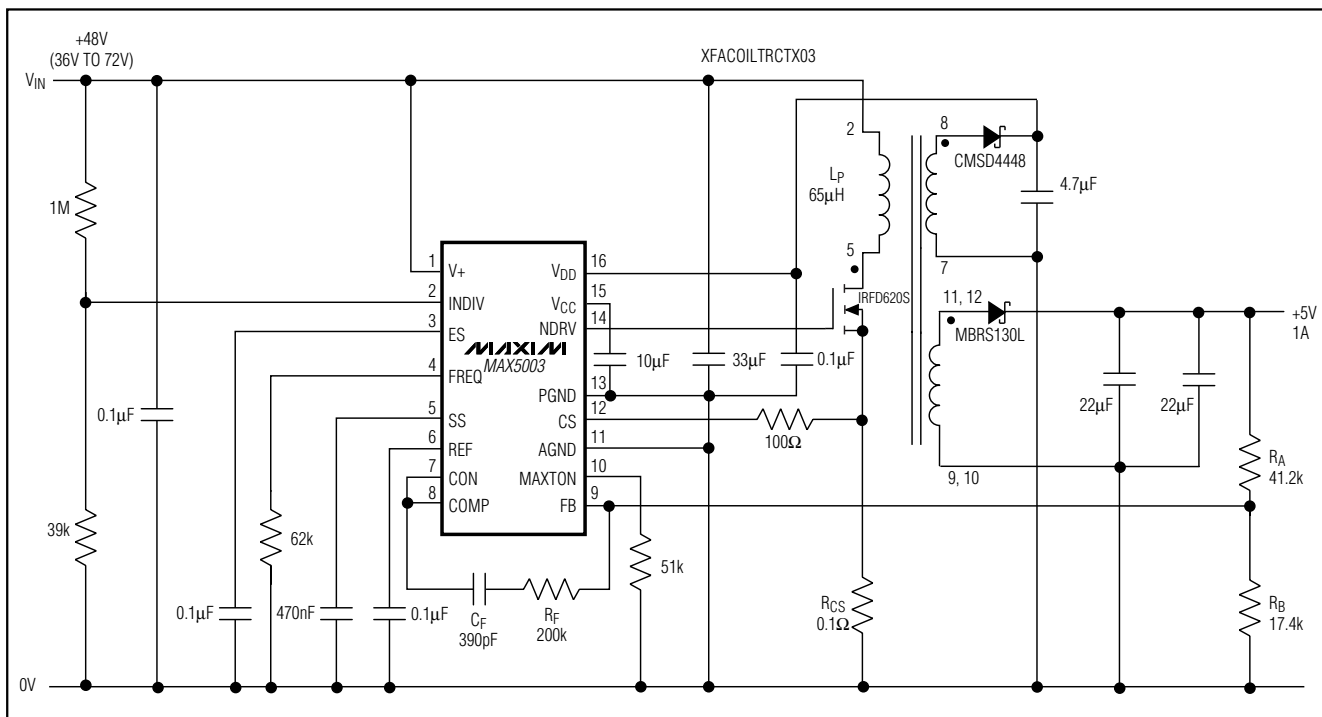 +48V
(36V TO 72V)
VIN
XFACOILTRCTX03
2
8
CMSD4448
LP
65μH
4.7μF
1M
5
7
1
V+
VDD
16
2
INDIV
VCC
15
IRFD620S
11, 12
3
ES
NDRV
14
MBRS130L
+5V
1A
MAXIM
MAX5003
4
FREQ
10μF
33μF
0.1μF
PGND
13
0.1μF
22μF
22μF
5
SS
CS
12
100Ω
6
REF
AGND
11
7
CON
MAXTON
10
9, 10
RA
41.2k
8
COMP
FB
9
39k
62k
51k
0.1μF
470nF
0.1μF
CF
390pF
RF
200k
RCS
0.1Ω
RB
17.4k
0V